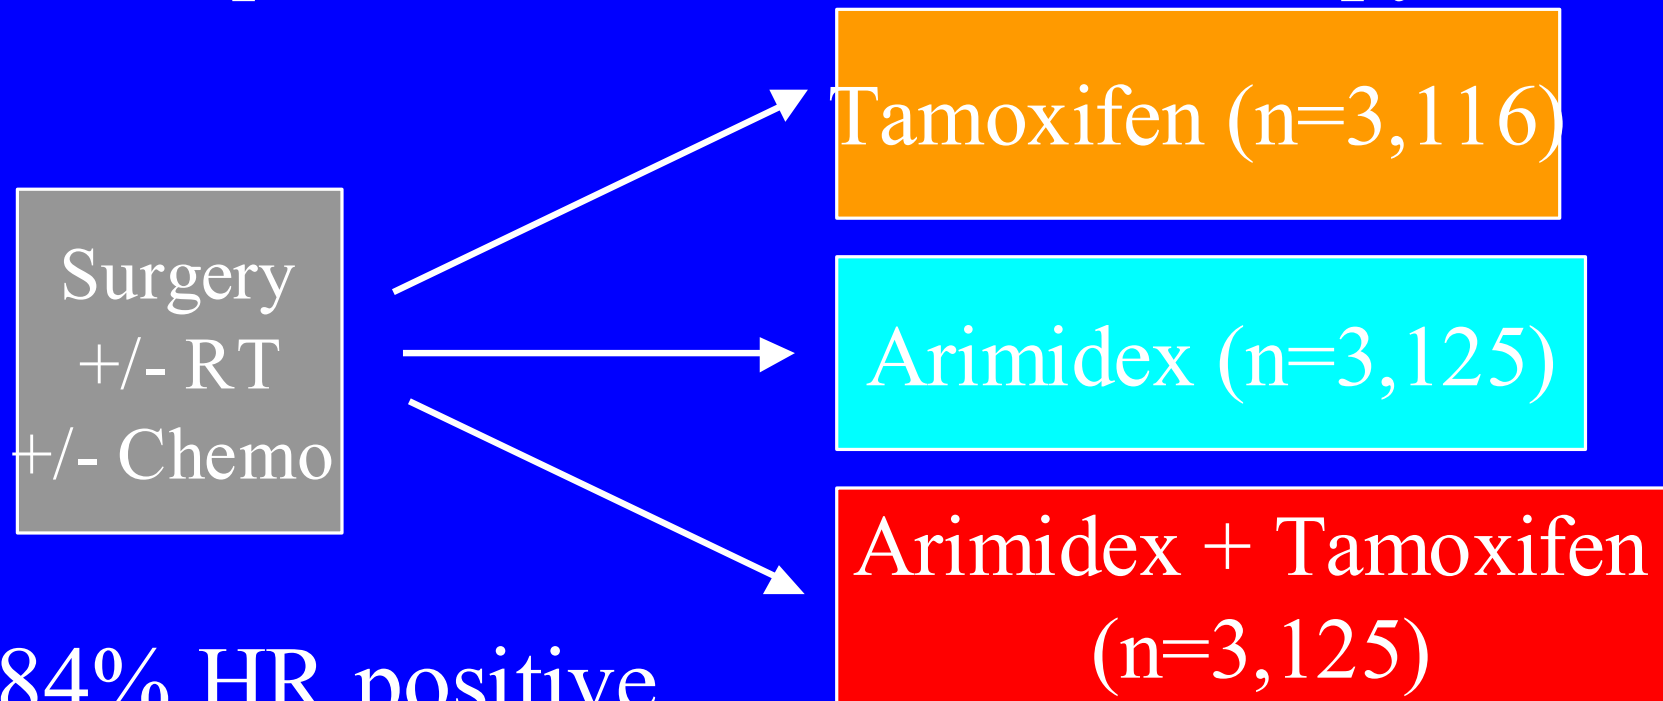 Tamoxifen (n=3,116)
Surgery
+/- RT
+/- Chemo
Arimidex (n=3,125)
Arimidex + Tamoxifen
(n=3,125)
84% HR positive